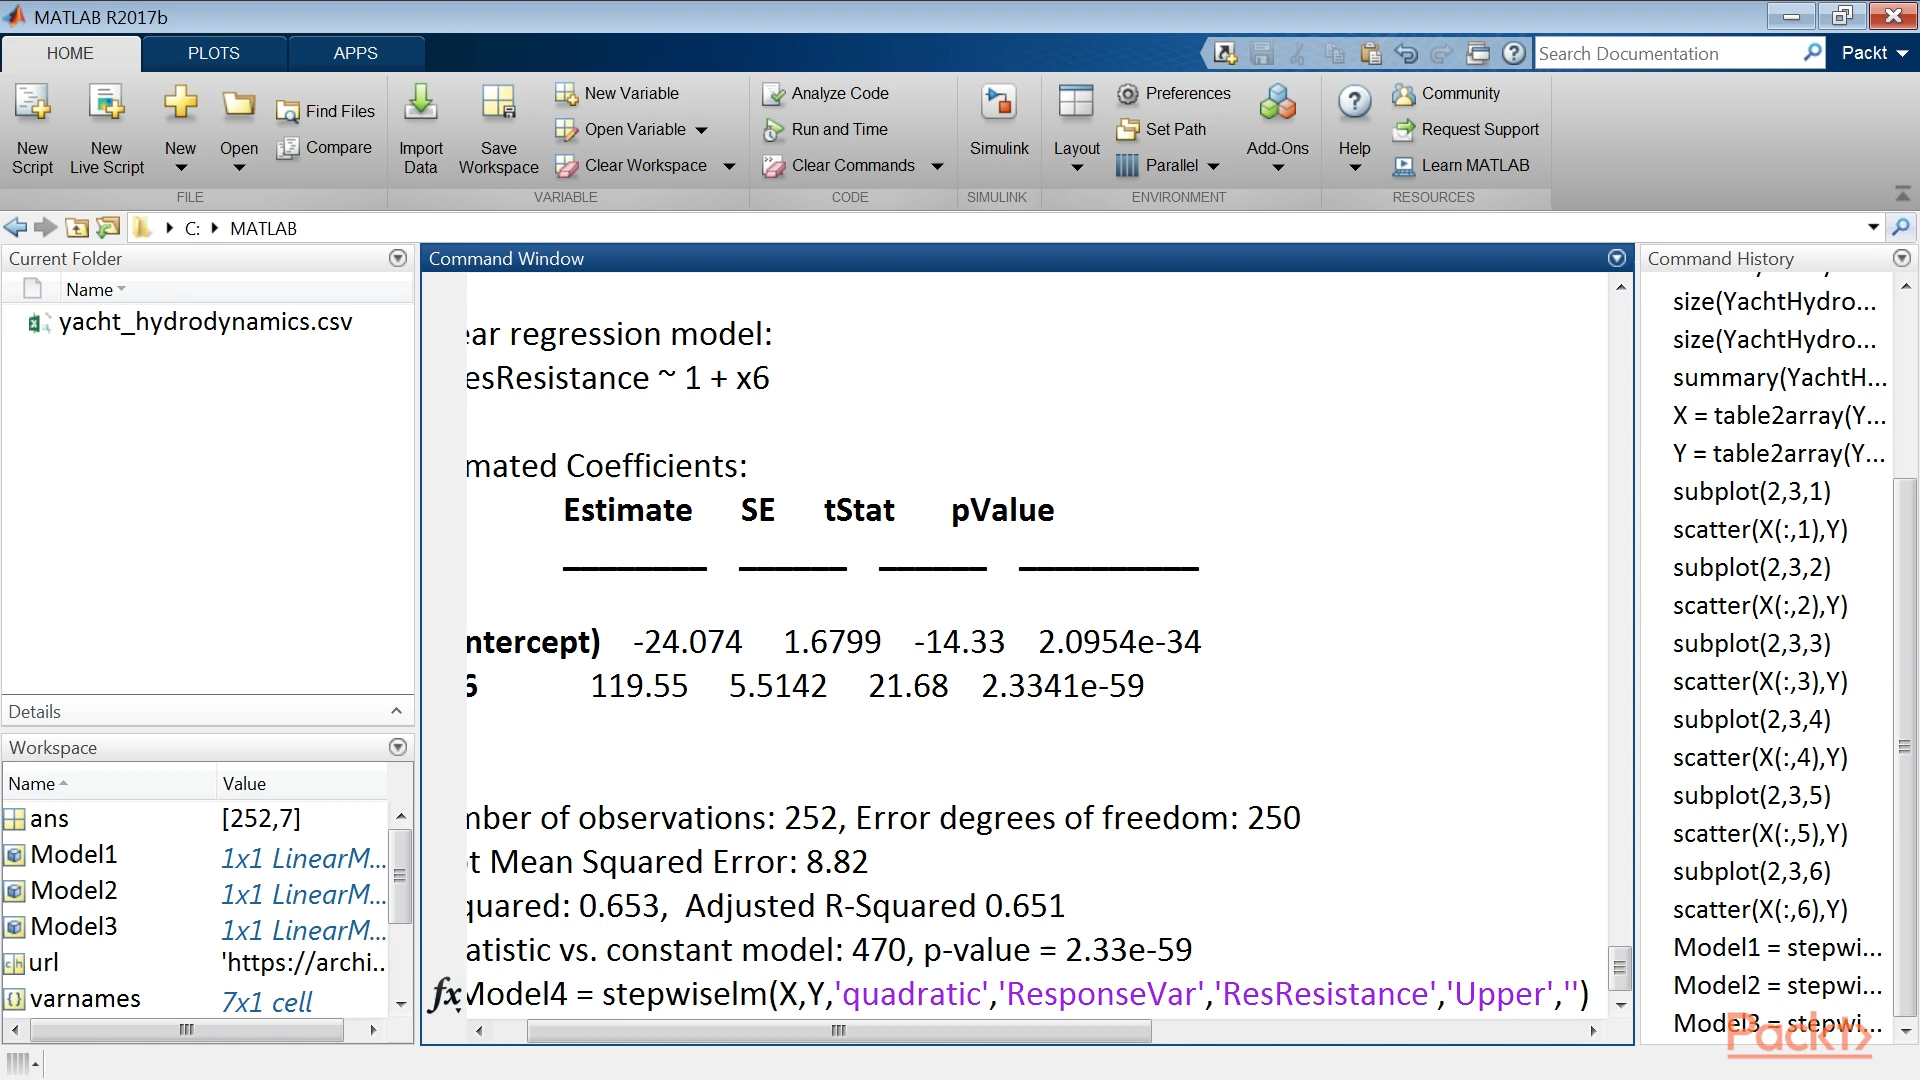 MATLAB R2017b
HOME
PLOTS
APPS
Search Documentation
Packt
New Script
New Live Script
New
Open
Find Files
Compare
FILE
Import Data
Save Workspace
New Variable
Open Variable
Clear Workspace
VARIABLE
Analyze Code
Run and Time
Clear Commands
CODE
Simulink
SIMULINK
Layout
Preferences
Set Path
Parallel
Add-Ons
ENVIRONMENT
Help
Community
Request Support
Learn MATLAB
RESOURCES
C: MATLAB
Current Folder
Name
yacht_hydrodynamics.csv
Details
Workspace
Name Value
ans [252,7]
Model1 1x1 LinearM...
Model2 1x1 LinearM...
Model3 1x1 LinearM...
url 'https://archi...
varnames 7x1 cell
Command Window
ear regression model:
esResistance ~ 1 + x6
mated Coefficients:
Estimate SE tStat pValue
ntercept) -24.074 1.6799 -14.33 2.0954e-34
6 119.55 5.5142 21.68 2.3341e-59
mber of observations: 252, Error degrees of freedom: 250
t Mean Squared Error: 8.82
quared: 0.653, Adjusted R-Squared 0.651
atistic vs. constant model: 470, p-value = 2.33e-59
fx Model4 = stepwiselm(X,Y,'quadratic','ResponseVar','ResResistance','Upper','')
Command History
size(YachtHydro...
size(YachtHydro...
summary(YachtH...
X = table2array(Y...
Y = table2array(Y...
subplot(2,3,1)
scatter(X(:,1),Y)
subplot(2,3,2)
scatter(X(:,2),Y)
subplot(2,3,3)
scatter(X(:,3),Y)
subplot(2,3,4)
scatter(X(:,4),Y)
subplot(2,3,5)
scatter(X(:,5),Y)
subplot(2,3,6)
scatter(X(:,6),Y)
Model1 = stepwi...
Model2 = stepwi...
Model3 = stepwi...
Packt>